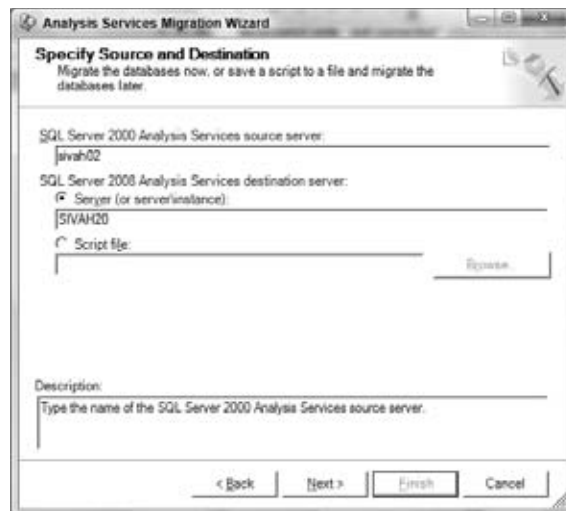 Analysis Services Migration Wizard
Specify Source and Destination
Migrate the databases now, or save a script to a file and migrate the
databases later.
SQL Server 2000 Analysis Services source server:
sivah02
SQL Server 2008 Analysis Services destination server:
Server (or server\instance):
SIVAH20
Script file:
Browse...
Description:
Type the name of the SQL Server 2000 Analysis Services source server.
< Back
Next >
Finish
Cancel